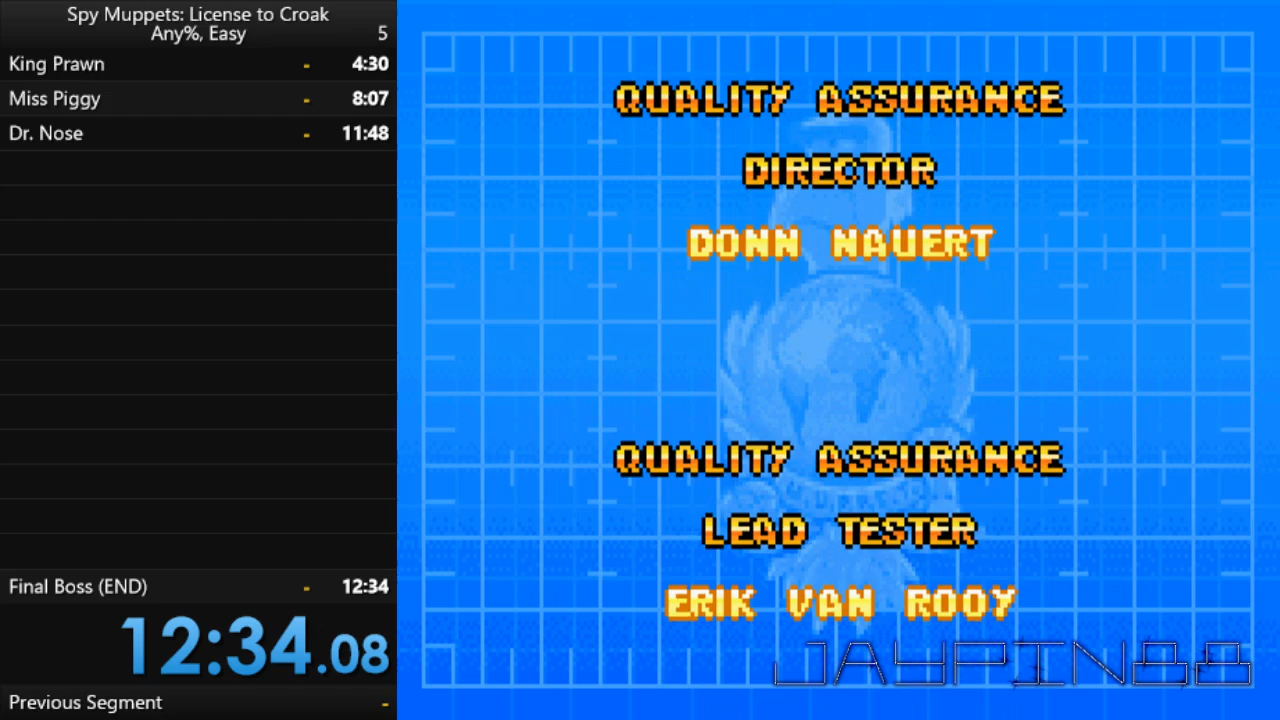 Spy Muppets: License to Croak
Any%, Easy 5
King Prawn - 4:30
Miss Piggy - 8:07
Dr. Nose - 11:48
Final Boss (END) - 12:34
12:34.08
Previous Segment -
QUALITY ASSURANCE
DIRECTOR
DONN NAUERT
QUALITY ASSURANCE
LEAD TESTER
ERIK VAN ROOY
JAYPIN88